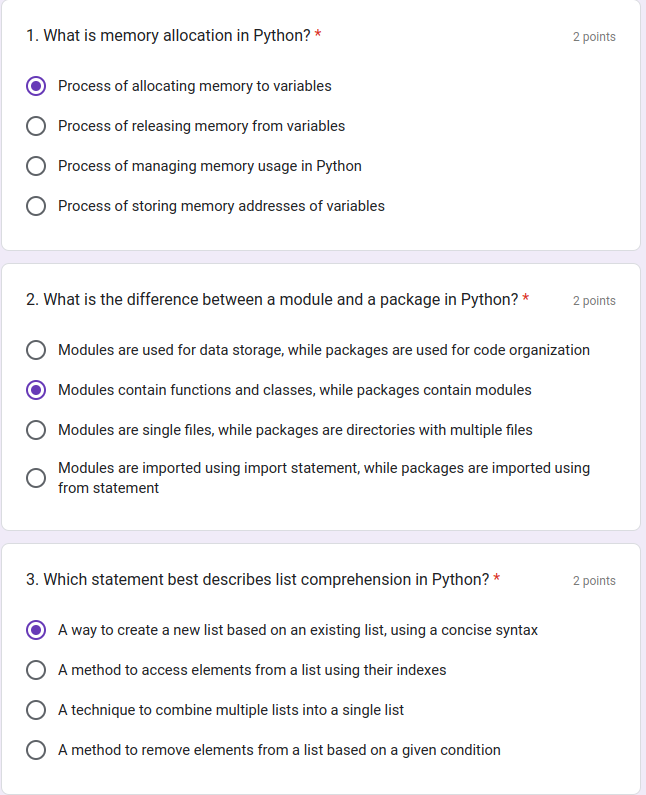 1. What is memory allocation in Python? *
2 points
Process of allocating memory to variables
Process of releasing memory from variables
Process of managing memory usage in Python
Process of storing memory addresses of variables
2. What is the difference between a module and a package in Python? *
2 points
Modules are used for data storage, while packages are used for code organization
Modules contain functions and classes, while packages contain modules
Modules are single files, while packages are directories with multiple files
Modules are imported using import statement, while packages are imported using
from statement
3. Which statement best describes list comprehension in Python? *
2 points
A way to create a new list based on an existing list, using a concise syntax
A method to access elements from a list using their indexes
A technique to combine multiple lists into a single list
A method to remove elements from a list based on a given condition